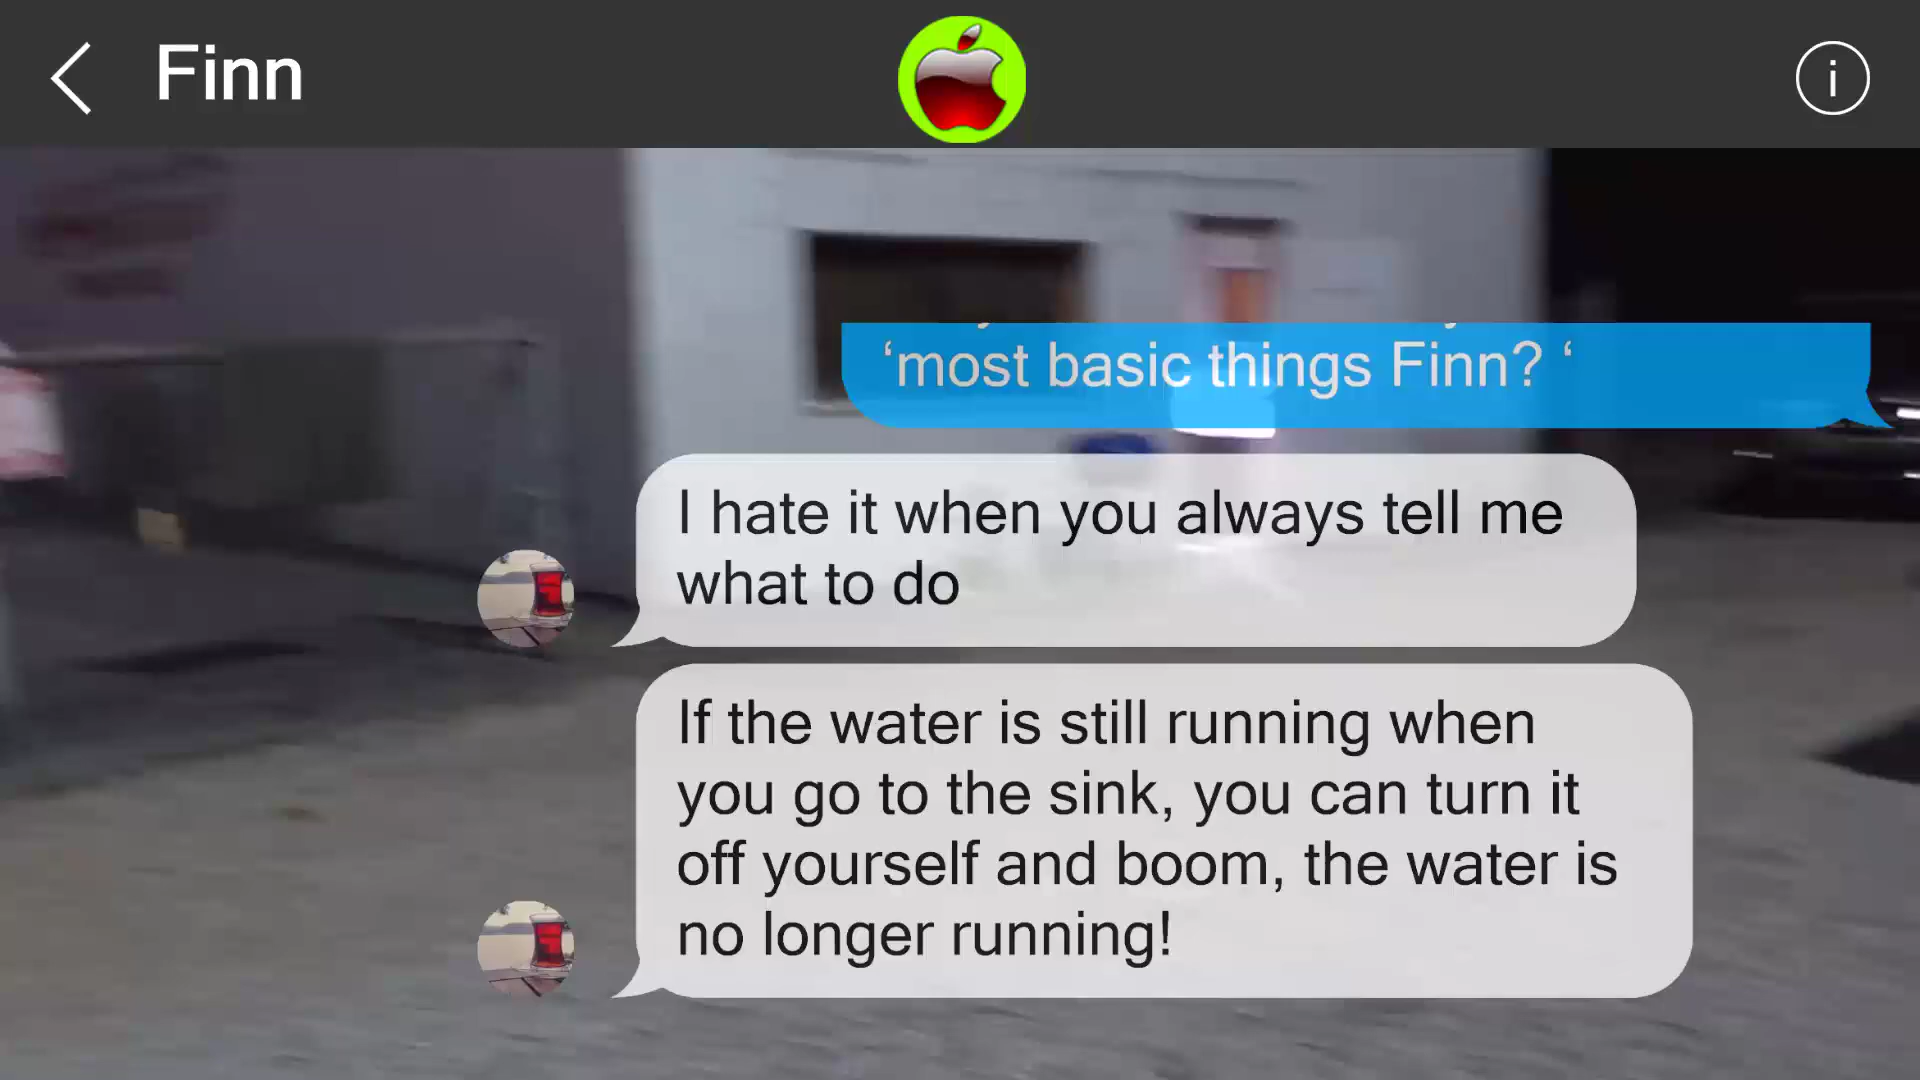 Finn
i
‘most basic things Finn? ‘
I hate it when you always tell me
what to do
If the water is still running when
you go to the sink, you can turn it
off yourself and boom, the water is
no longer running!